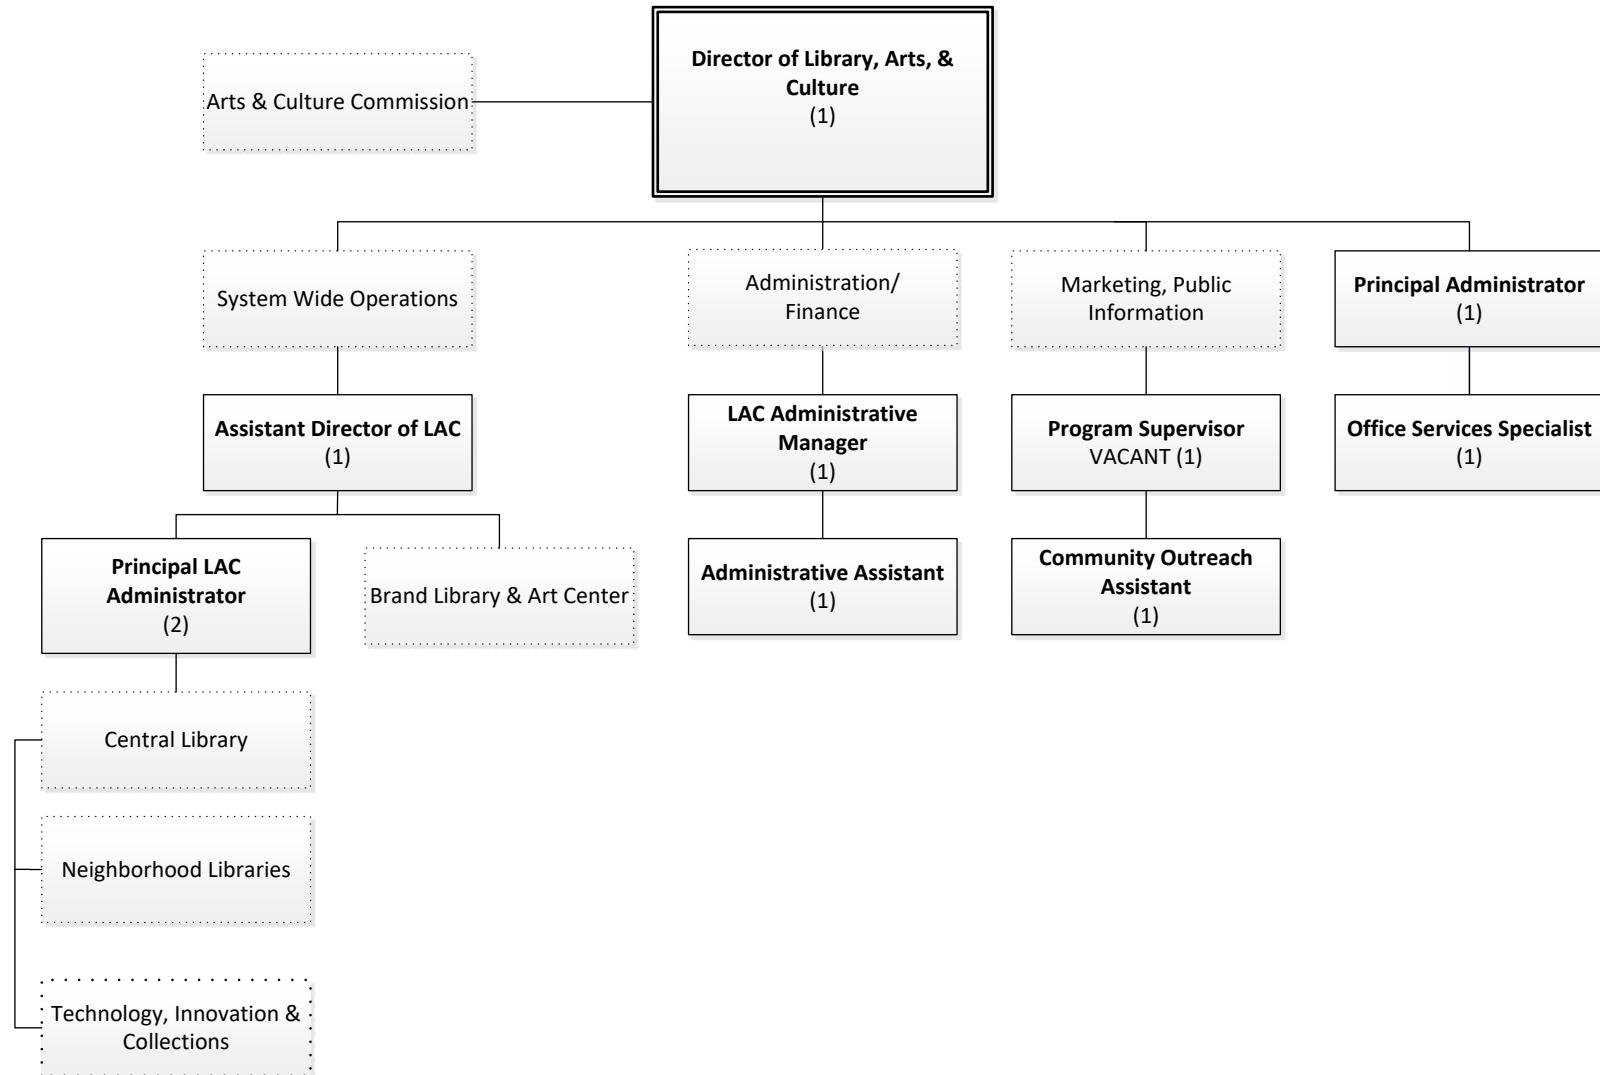 Director of Library, Arts, &
Culture
(1)
Arts & Culture Commission
System Wide Operations
Administration/
Finance
Marketing, Public
Information
Principal Administrator
(1)
Assistant Director of LAC
(1)
LAC Administrative
Manager
(1)
Program Supervisor
VACANT (1)
Office Services Specialist
(1)
Principal LAC
Administrator
(2)
Brand Library & Art Center
Administrative Assistant
(1)
Community Outreach
Assistant
(1)
Central Library
Neighborhood Libraries
Technology, Innovation &
Collections